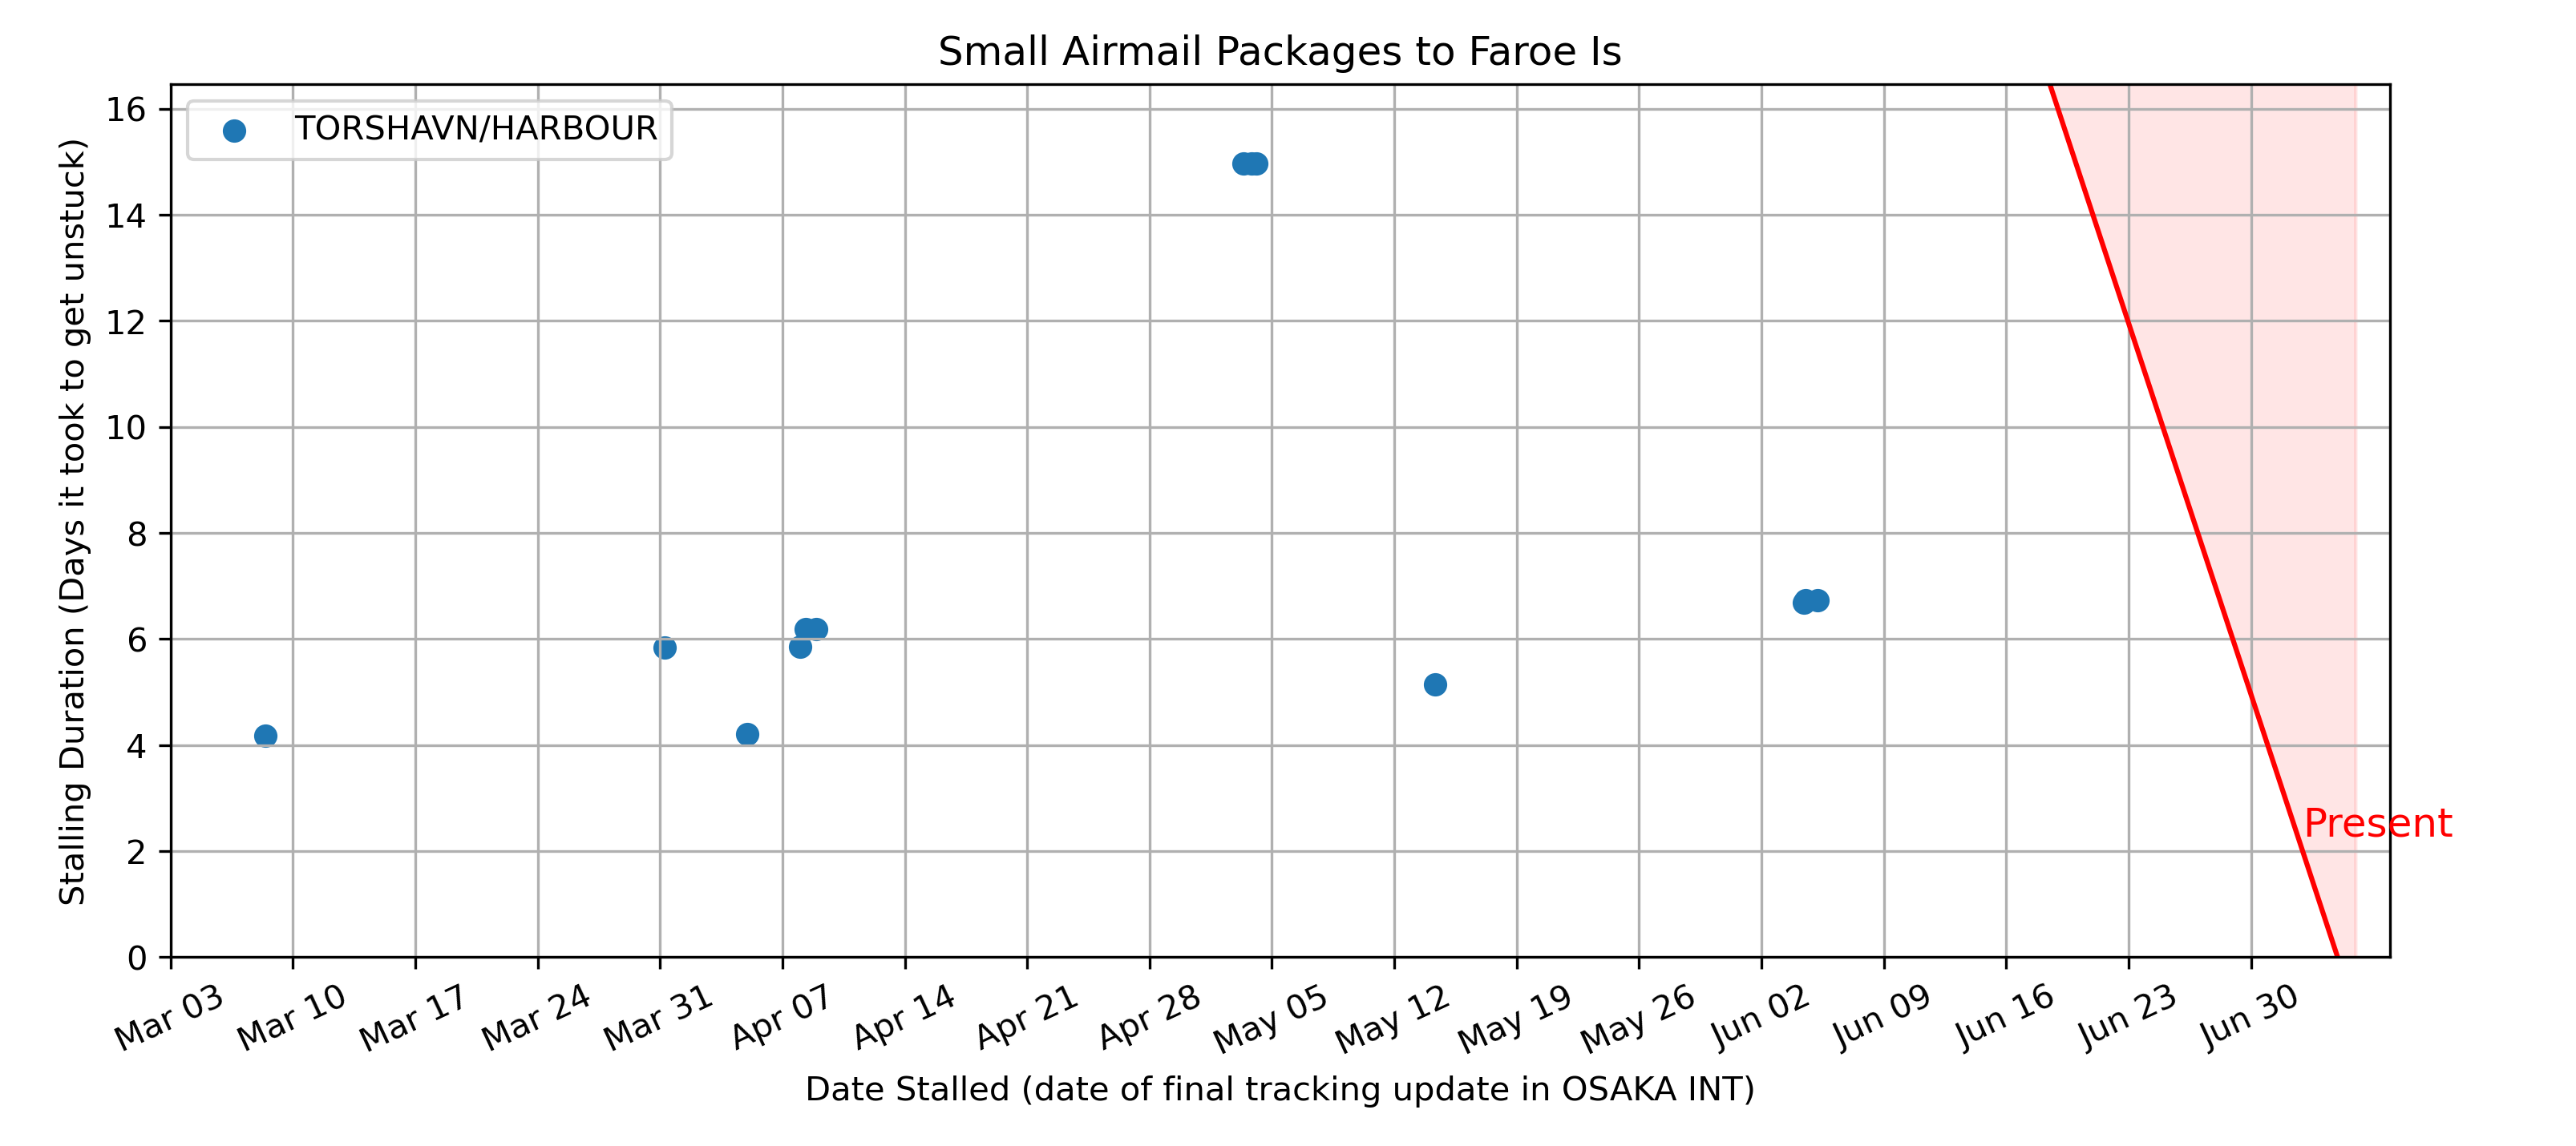 Small Airmail Packages to Faroe Is
TORSHAVN/HARBOUR
Stalling Duration (Days it took to get unstuck)
16
14
12
10
8
6
4
2
0
Present
Mar 03
Mar 10
Mar 17
Mar 24
Mar 31
Apr 07
Apr 14
Apr 21
Apr 28
May 05
May 12
May 19
May 26
Jun 02
Jun 09
Jun 16
Jun 23
Jun 30
Date Stalled (date of final tracking update in OSAKA INT)